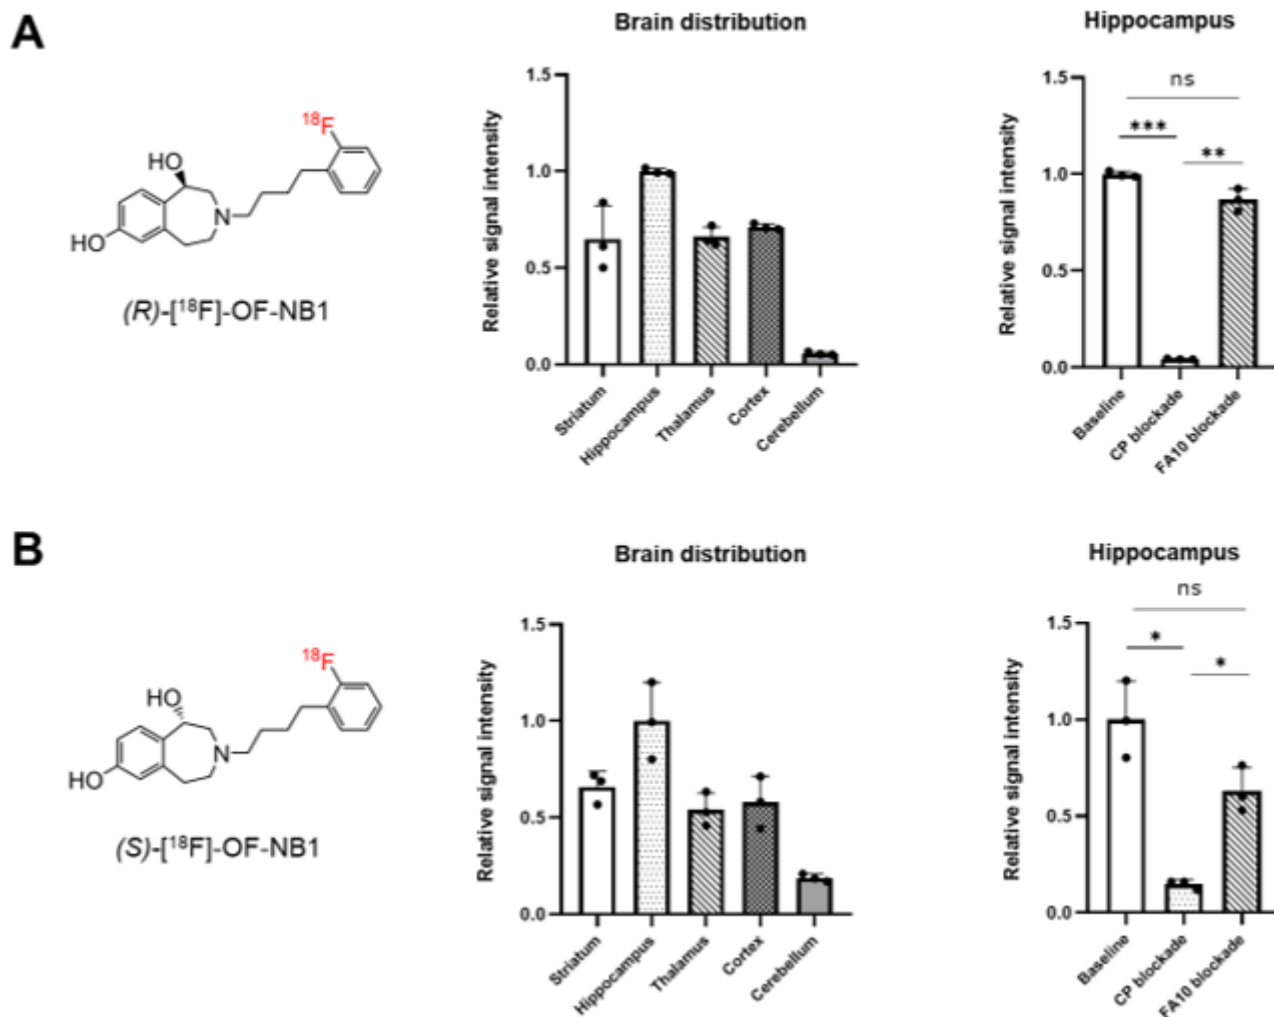 A
Brain distribution
Hippocampus
1.5
1.0
0.5
0.0
Relative signal intensity
Striatum
Hippocampus
Thalamus
Cortex
Cerebellum
1.5
1.0
0.5
0.0
Relative signal intensity
ns
***
**
Baseline
CP blockade
FA10 blockade
18F
HO
HO
N
(R)-[18F]-OF-NB1
B
Brain distribution
Hippocampus
1.5
1.0
0.5
0.0
Relative signal intensity
Striatum
Hippocampus
Thalamus
Cortex
Cerebellum
ns
*
*
1.5
1.0
0.5
0.0
Relative signal intensity
Baseline
CP blockade
FA10 blockade
18F
HO
HO
N
(S)-[18F]-OF-NB1